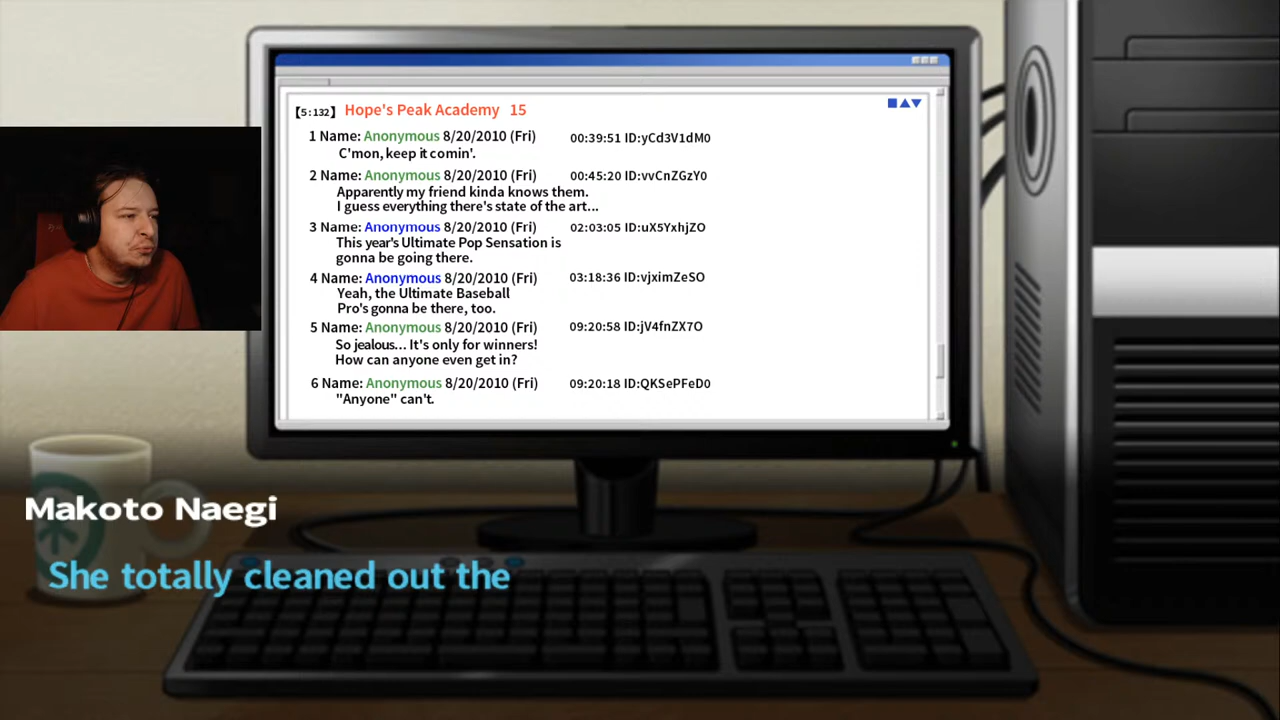 【5:132】 Hope's Peak Academy 15
1 Name: Anonymous 8/20/2010 (Fri) 00:39:51 ID:yCd3V1dM0
C'mon, keep it comin'.
2 Name: Anonymous 8/20/2010 (Fri) 00:45:20 ID:vvCnZGzY0
Apparently my friend kinda knows them.
I guess everything there's state of the art...
3 Name: Anonymous 8/20/2010 (Fri) 02:03:05 ID:uX5YxhjZO
This year's Ultimate Pop Sensation is
gonna be going there.
4 Name: Anonymous 8/20/2010 (Fri) 03:18:36 ID:vjximZeSO
Yeah, the Ultimate Baseball
Pro's gonna be there, too.
5 Name: Anonymous 8/20/2010 (Fri) 09:20:58 ID:jV4fnZX7O
So jealous... It's only for winners!
How can anyone even get in?
6 Name: Anonymous 8/20/2010 (Fri) 09:20:18 ID:QKSePFeD0
"Anyone" can't.
Makoto Naegi
She totally cleaned out the